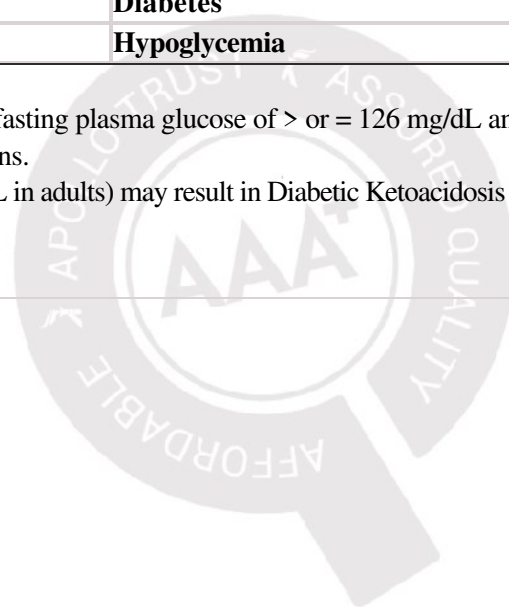 Diabetes
Hypoglycemia
fasting plasma glucose of > or = 126 mg/dL an
ns.
L in adults) may result in Diabetic Ketoacidosis
APOLLO TRUST ASSURED QUALITY AFFORDABLE
AAA+